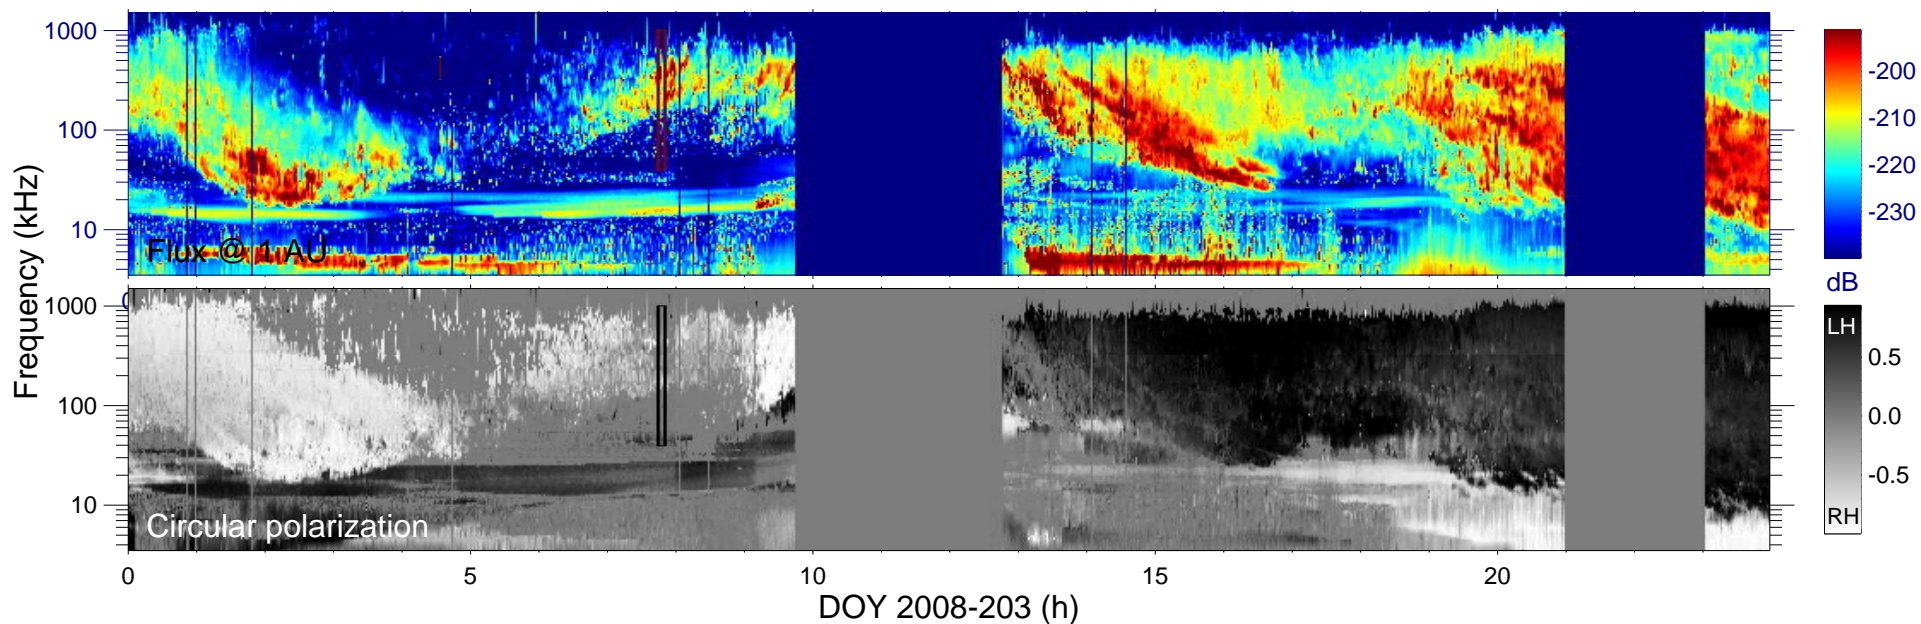 Frequency (kHz)
1000
100
10
Flux @ 1 AU
-200
-210
-220
-230
dB
0
1000
100
10
Circular polarization
LH
0.5
0.0
-0.5
RH
0 5 10 15 20
DOY 2008-203 (h)